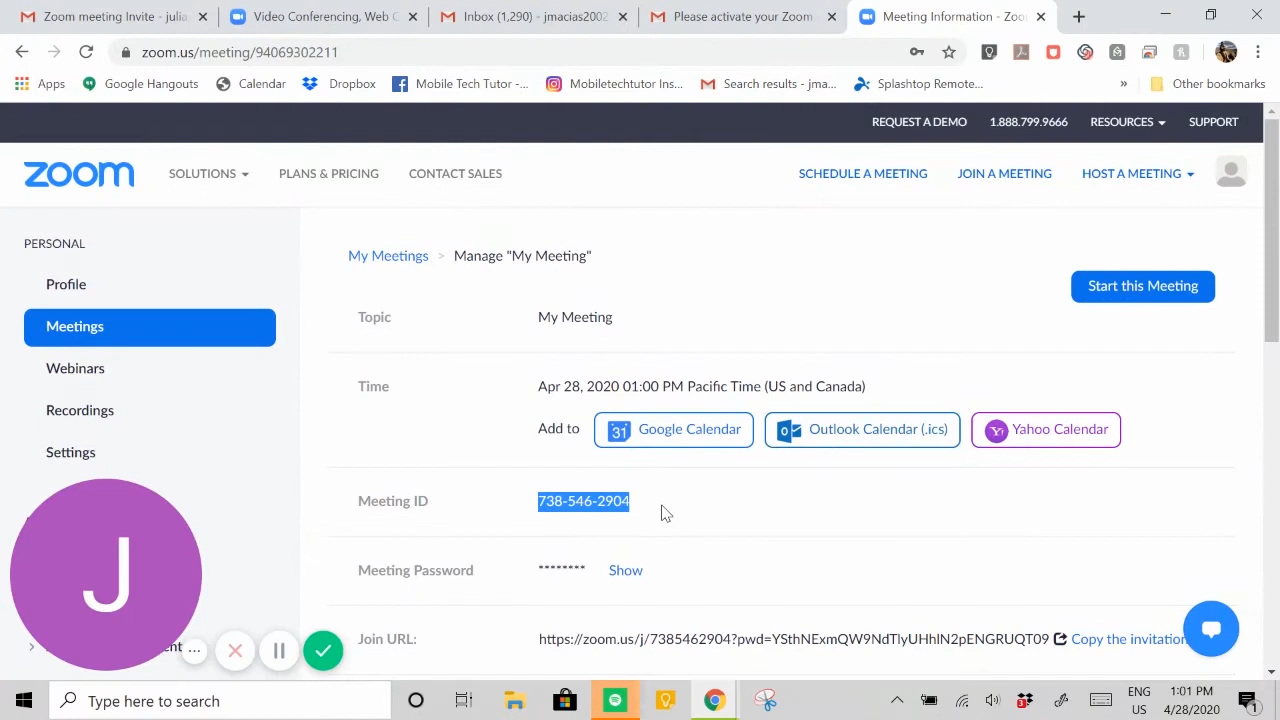 Zoom meeting Invite - julia
Video Conferencing, Web C
Inbox (1,290) - jmacias2002
Please activate your Zoom
Meeting Information - Zoo
zoom.us/meeting/94069302211
Apps
Google Hangouts
Calendar
Dropbox
Mobile Tech Tutor -...
Mobiletechtutor Ins...
Search results - jma...
Splashtop Remote...
»
Other bookmarks
REQUEST A DEMO
1.888.799.9666
RESOURCES
SUPPORT
zoom
SOLUTIONS
PLANS & PRICING
CONTACT SALES
SCHEDULE A MEETING
JOIN A MEETING
HOST A MEETING
PERSONAL
Profile
Meetings
Webinars
Recordings
Settings
My Meetings > Manage "My Meeting"
Start this Meeting
Topic
My Meeting
Time
Apr 28, 2020 01:00 PM Pacific Time (US and Canada)
Add to
31
Google Calendar
Outlook Calendar (.ics)
Yahoo Calendar
Meeting ID
738-546-2904
Meeting Password
********
Show
Join URL:
https://zoom.us/j/7385462904?pwd=YSthNExmQW9NdTlyUHhlN2pENGRUQT09
Copy the invitation
J
...
Type here to search
ENG
US
1:01 PM
4/28/2020